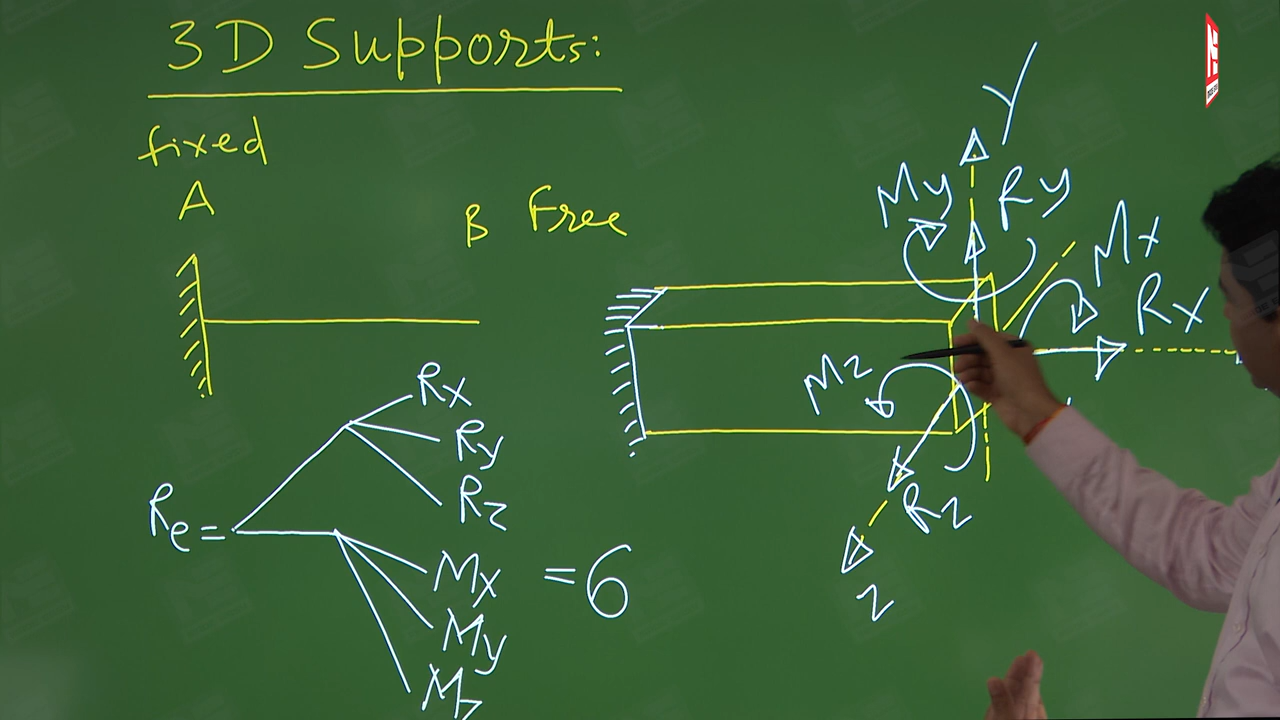 3D Supports:
fixed
A
B Free
Rx
Ry
Rz
Re =
Mx
My
Mz
= 6
Y
My Ry
Mx
Rx
Mz
Rz
Z